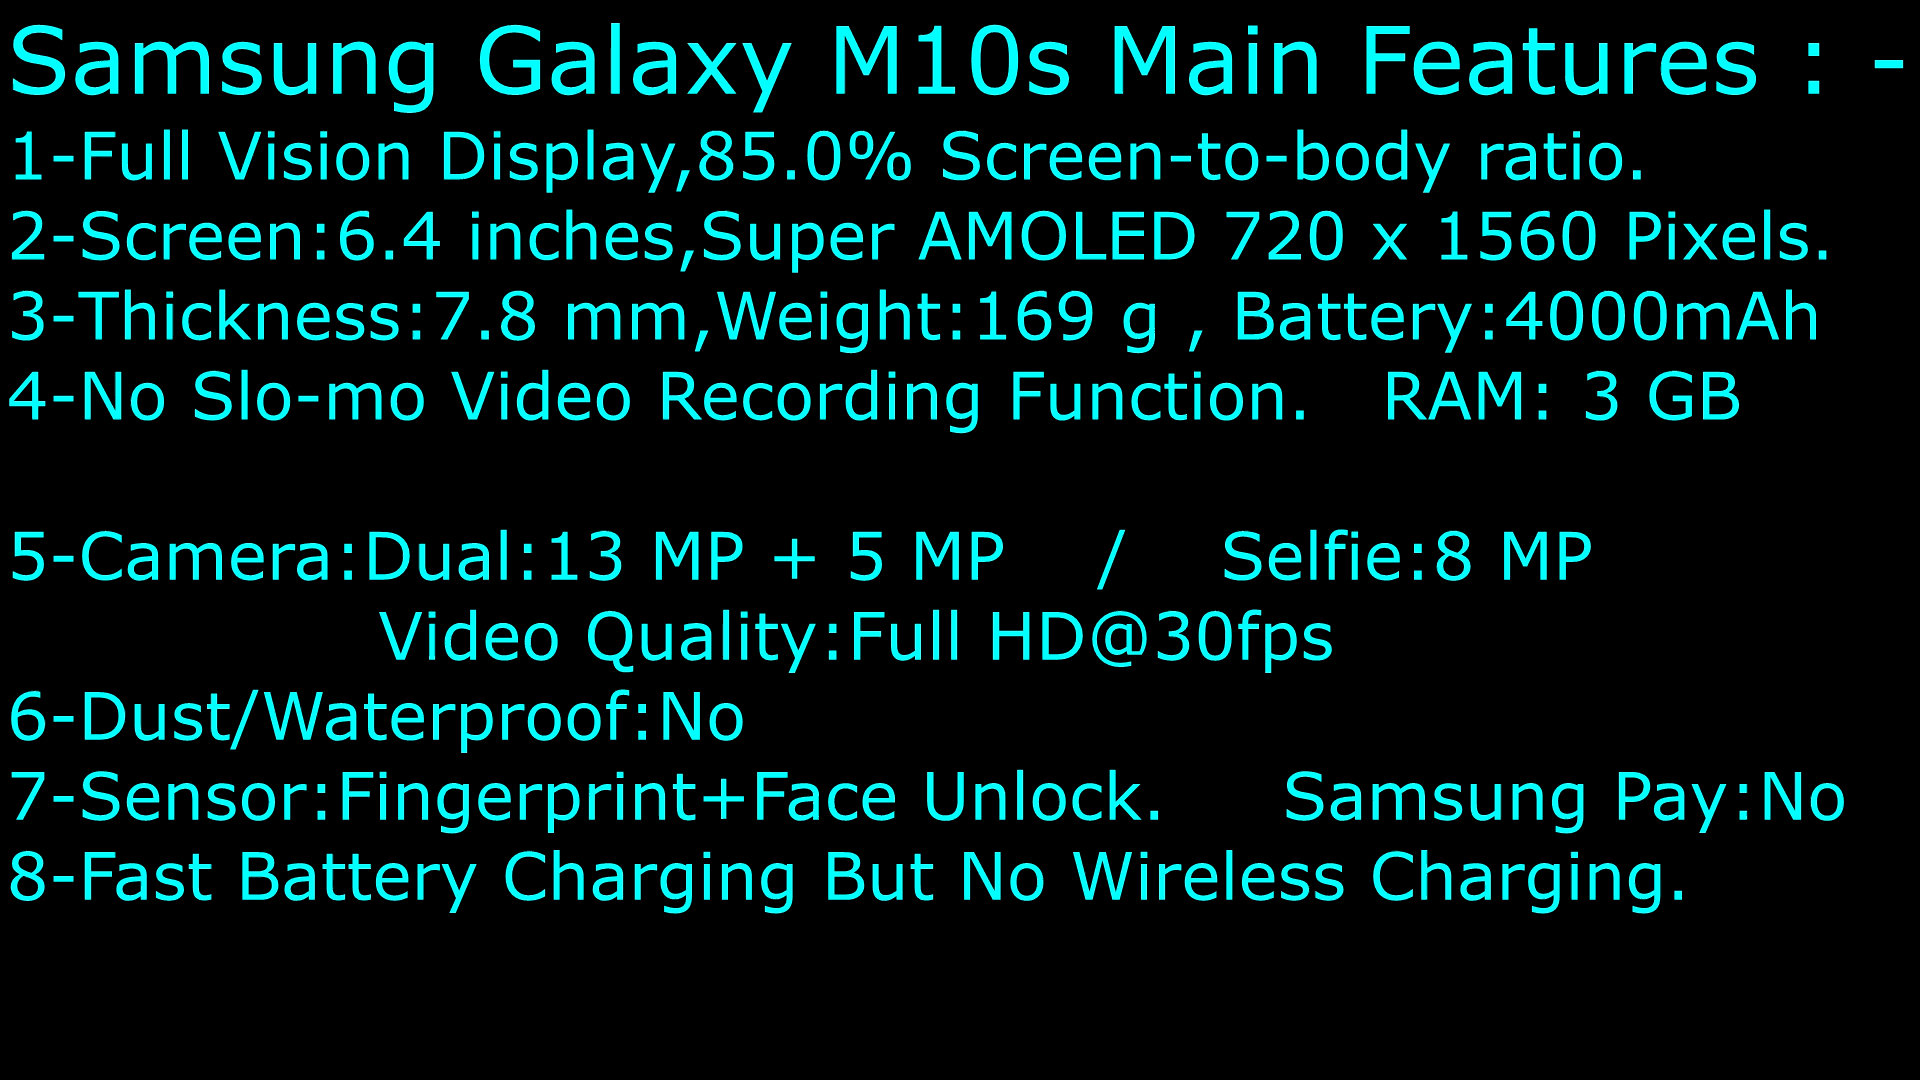 Samsung Galaxy M10s Main Features : -
1-Full Vision Display,85.0% Screen-to-body ratio.
2-Screen:6.4 inches,Super AMOLED 720 x 1560 Pixels.
3-Thickness:7.8 mm,Weight:169 g , Battery:4000mAh
4-No Slo-mo Video Recording Function. RAM: 3 GB
5-Camera:Dual:13 MP + 5 MP / Selfie:8 MP
Video Quality:Full HD@30fps
6-Dust/Waterproof:No
7-Sensor:Fingerprint+Face Unlock. Samsung Pay:No
8-Fast Battery Charging But No Wireless Charging.